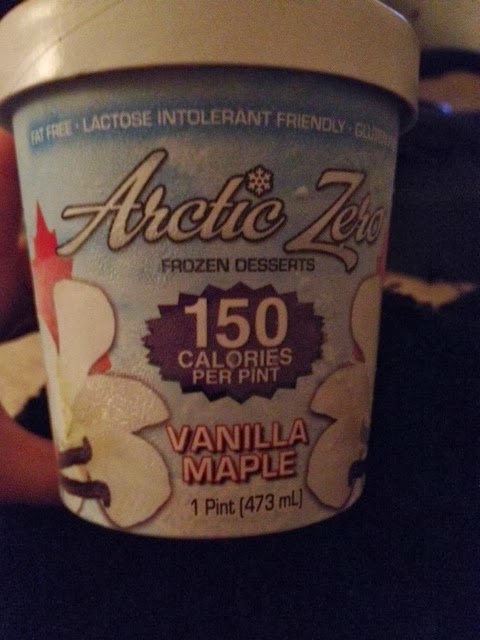 FAT FREE · LACTOSE INTOLERANT FRIENDLY ·
Arctic Zero
FROZEN DESSERTS
150
CALORIES
PER PINT
VANILLA
MAPLE
1 Pint (473 mL)